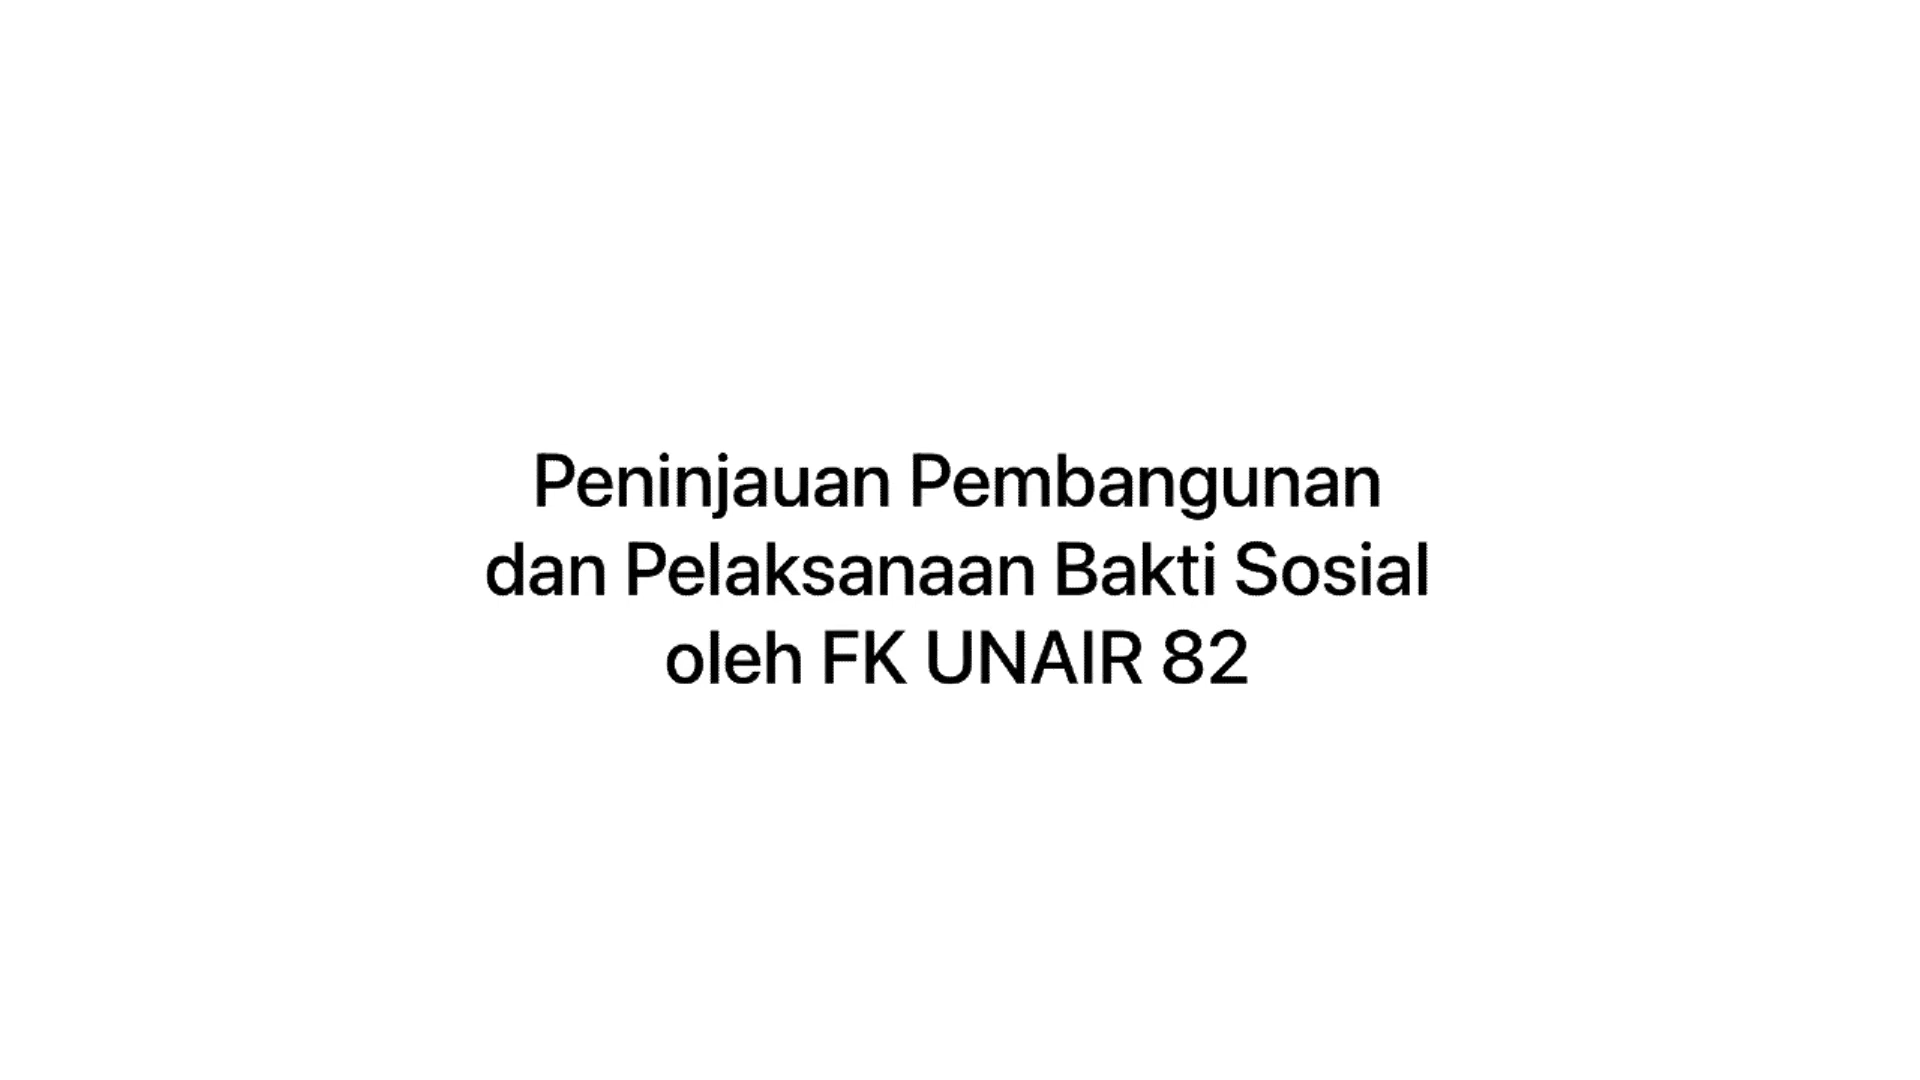 Peninjauan Pembangunan
dan Pelaksanaan Bakti Sosial
oleh FK UNAIR 82